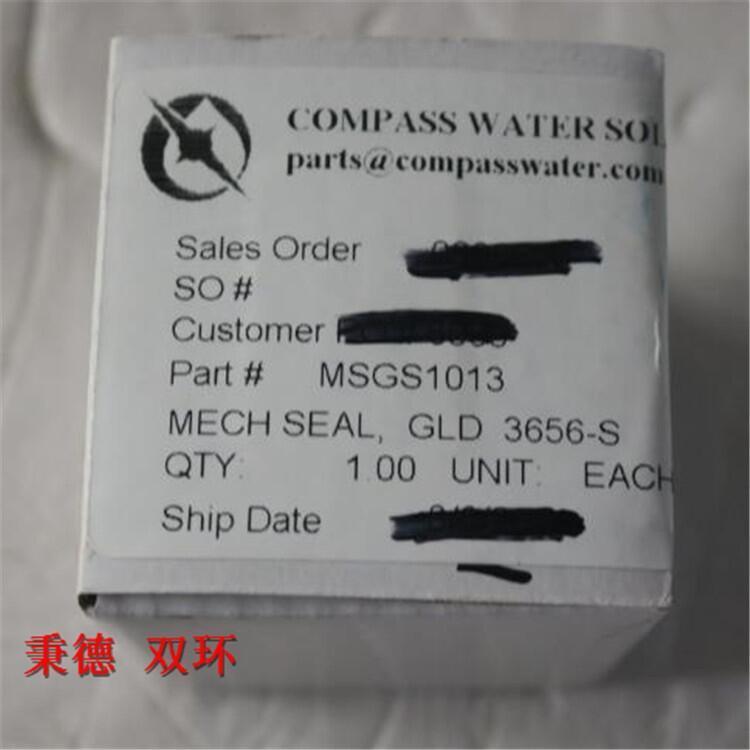 COMPASS WATER SOL
parts@compasswater.com
Sales Order
SO #
Customer
Part # MSGS1013
MECH SEAL, GLD 3656-S
QTY: 1.00 UNIT: EACH
Ship Date
秉德 双环